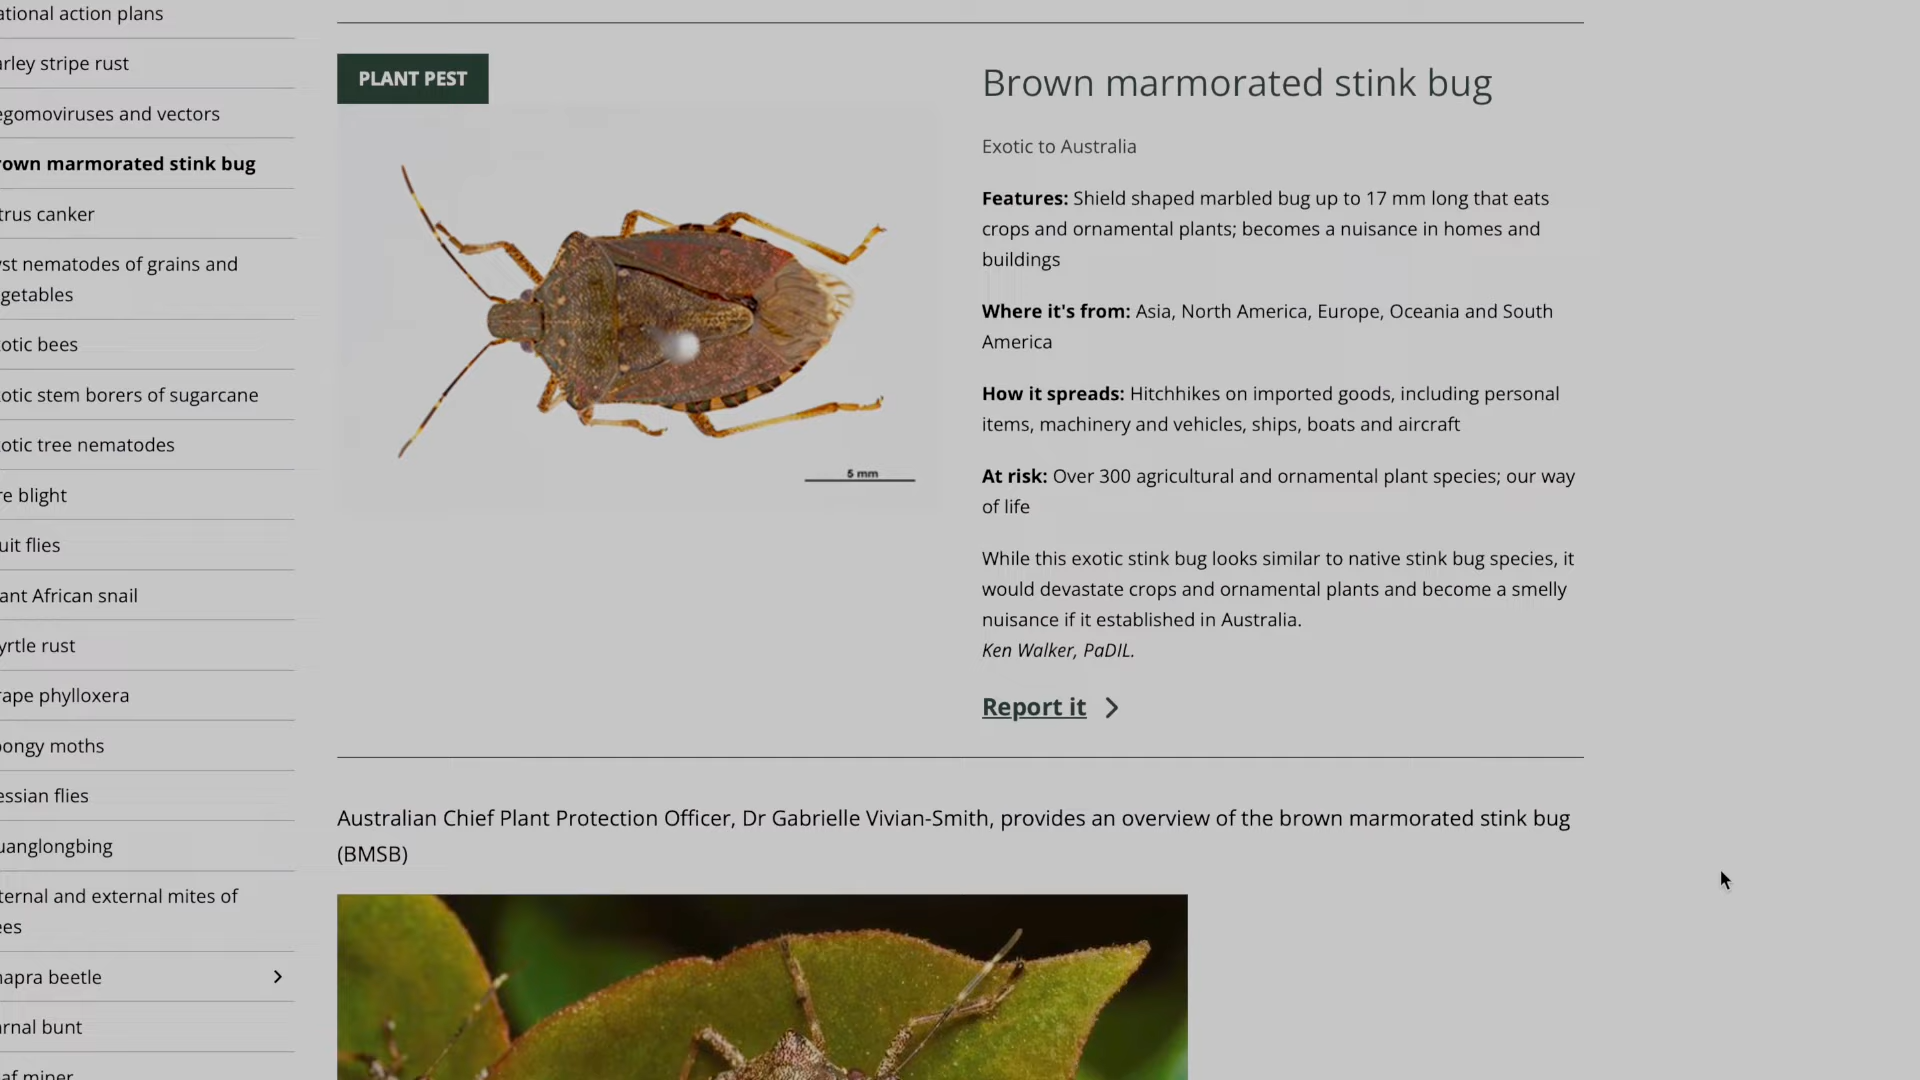 ational action plans
arley stripe rust
egomoviruses and vectors
rown marmorated stink bug
trus canker
yst nematodes of grains and
getables
otic bees
otic stem borers of sugarcane
otic tree nematodes
re blight
uit flies
ant African snail
yrtle rust
rape phylloxera
pongy moths
essian flies
uanglongbing
ternal and external mites of
ees
hapra beetle
arnal bunt
af miner
PLANT PEST
5 mm
Brown marmorated stink bug
Exotic to Australia
Features: Shield shaped marbled bug up to 17 mm long that eats
crops and ornamental plants; becomes a nuisance in homes and
buildings
Where it's from: Asia, North America, Europe, Oceania and South
America
How it spreads: Hitchhikes on imported goods, including personal
items, machinery and vehicles, ships, boats and aircraft
At risk: Over 300 agricultural and ornamental plant species; our way
of life
While this exotic stink bug looks similar to native stink bug species, it
would devastate crops and ornamental plants and become a smelly
nuisance if it established in Australia.
Ken Walker, PaDIL.
Report it
Australian Chief Plant Protection Officer, Dr Gabrielle Vivian-Smith, provides an overview of the brown marmorated stink bug
(BMSB)